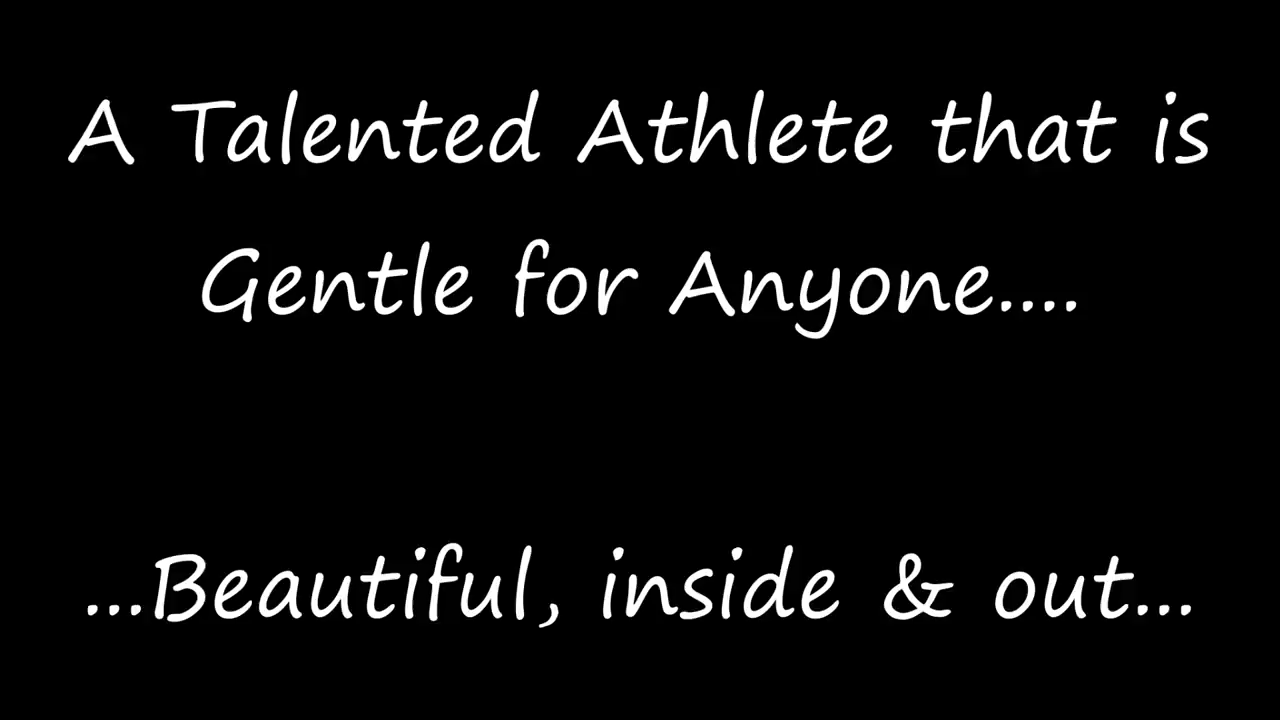 A Talented Athlete that is
Gentle for Anyone....
...Beautiful, inside & out...